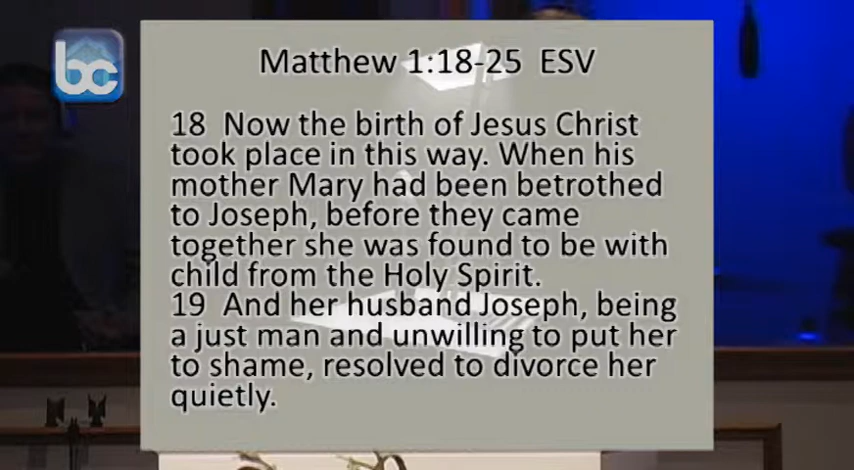 bc
Matthew 1:18-25 ESV
18 Now the birth of Jesus Christ
took place in this way. When his
mother Mary had been betrothed
to Joseph, before they came
together she was found to be with
child from the Holy Spirit.
19 And her husband Joseph, being
a just man and unwilling to put her
to shame, resolved to divorce her
quietly.